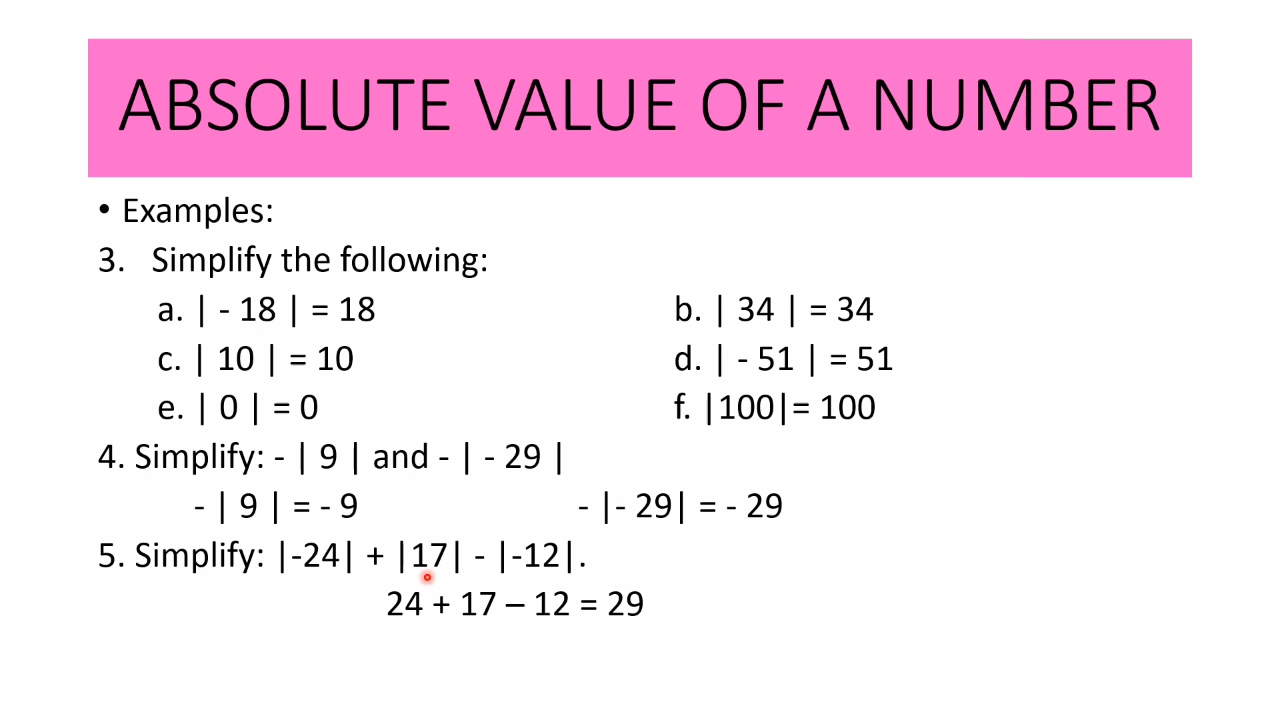 ABSOLUTE VALUE OF A NUMBER
• Examples:
3. Simplify the following:
a. | - 18 | = 18 b. | 34 | = 34
c. | 10 | = 10 d. | - 51 | = 51
e. | 0 | = 0 f. |100|= 100
4. Simplify: - | 9 | and - | - 29 |
- | 9 | = - 9 - |- 29| = - 29
5. Simplify: |-24| + |17| - |-12|.
24 + 17 – 12 = 29